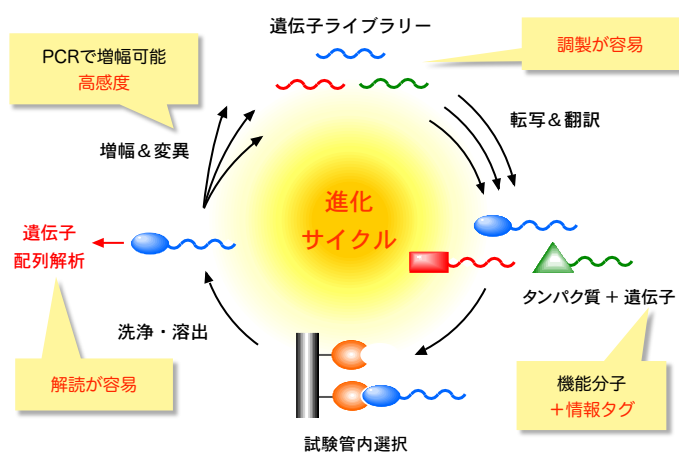 遺伝子ライブラリー
調製が容易
PCRで増幅可能
高感度
転写＆翻訳
増幅＆変異
進化
サイクル
遺伝子
配列解析
タンパク質 + 遺伝子
洗浄・溶出
解読が容易
機能分子
＋情報タグ
試験管内選択